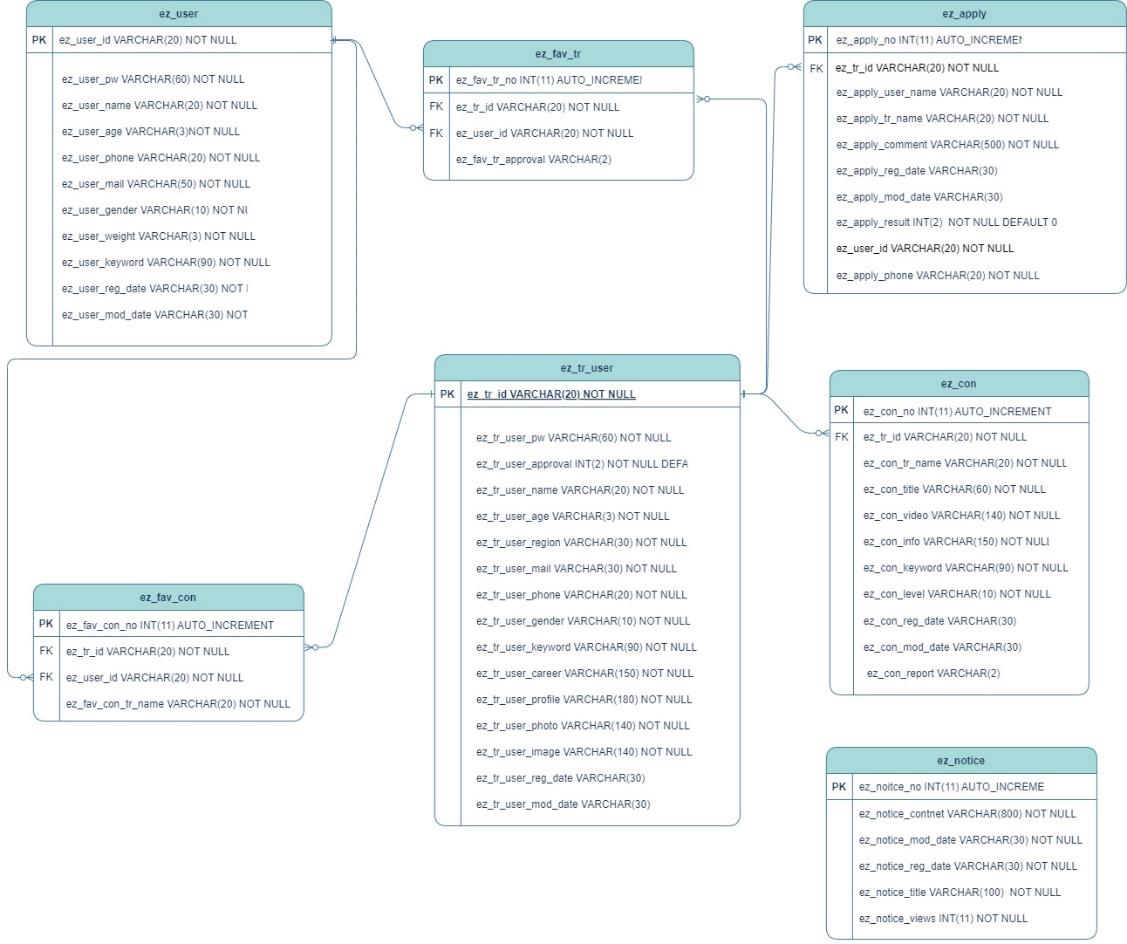 ez_user
PK ez_user_id VARCHAR(20) NOT NULL
ez_user_pw VARCHAR(60) NOT NULL
ez_user_name VARCHAR(20) NOT NULL
ez_user_age VARCHAR(3)NOT NULL
ez_user_phone VARCHAR(20) NOT NULL
ez_user_mail VARCHAR(50) NOT NULL
ez_user_gender VARCHAR(10) NOT NU
ez_user_weight VARCHAR(3) NOT NULL
ez_user_keyword VARCHAR(90) NOT NULL
ez_user_reg_date VARCHAR(30) NOT
ez_user_mod_date VARCHAR(30) NOT
ez_fav_tr
PK ez_fav_tr_no INT(11) AUTO_INCREME
FK ez_tr_id VARCHAR(20) NOT NULL
FK ez_user_id VARCHAR(20) NOT NULL
ez_fav_tr_approval VARCHAR(2)
ez_apply
PK ez_apply_no INT(11) AUTO_INCREME
FK ez_tr_id VARCHAR(20) NOT NULL
ez_apply_user_name VARCHAR(20) NOT NULL
ez_apply_tr_name VARCHAR(20) NOT NULL
ez_apply_comment VARCHAR(500) NOT NULL
ez_apply_reg_date VARCHAR(30)
ez_apply_mod_date VARCHAR(30)
ez_apply_result INT(2) NOT NULL DEFAULT 0
ez_user_id VARCHAR(20) NOT NULL
ez_apply_phone VARCHAR(20) NOT NULL
ez_tr_user
PK ez_tr_id VARCHAR(20) NOT NULL
ez_tr_user_pw VARCHAR(60) NOT NULL
ez_tr_user_approval INT(2) NOT NULL DEFA
ez_tr_user_name VARCHAR(20) NOT NULL
ez_tr_user_age VARCHAR(3) NOT NULL
ez_tr_user_region VARCHAR(30) NOT NULL
ez_tr_user_mail VARCHAR(30) NOT NULL
ez_tr_user_phone VARCHAR(20) NOT NULL
ez_tr_user_gender VARCHAR(10) NOT NULL
ez_tr_user_keyword VARCHAR(90) NOT NULL
ez_tr_user_career VARCHAR(150) NOT NULL
ez_tr_user_profile VARCHAR(180) NOT NULL
ez_tr_user_photo VARCHAR(140) NOT NULL
ez_tr_user_image VARCHAR(140) NOT NULL
ez_tr_user_reg_date VARCHAR(30)
ez_tr_user_mod_date VARCHAR(30)
ez_con
PK ez_con_no INT(11) AUTO_INCREMENT
FK ez_tr_id VARCHAR(20) NOT NULL
ez_con_tr_name VARCHAR(20) NOT NULL
ez_con_title VARCHAR(60) NOT NULL
ez_con_video VARCHAR(140) NOT NULL
ez_con_info VARCHAR(150) NOT NULL
ez_con_keyword VARCHAR(90) NOT NULL
ez_con_level VARCHAR(10) NOT NULL
ez_con_reg_date VARCHAR(30)
ez_con_mod_date VARCHAR(30)
ez_con_report VARCHAR(2)
ez_fav_con
PK ez_fav_con_no INT(11) AUTO_INCREMENT
FK ez_tr_id VARCHAR(20) NOT NULL
FK ez_user_id VARCHAR(20) NOT NULL
ez_fav_con_tr_name VARCHAR(20) NOT NULL
ez_notice
PK ez_noitce_no INT(11) AUTO_INCREME
ez_notice_contnet VARCHAR(800) NOT NULL
ez_notice_mod_date VARCHAR(30) NOT NULL
ez_notice_reg_date VARCHAR(30) NOT NULL
ez_notice_title VARCHAR(100) NOT NULL
ez_notice_views INT(11) NOT NULL